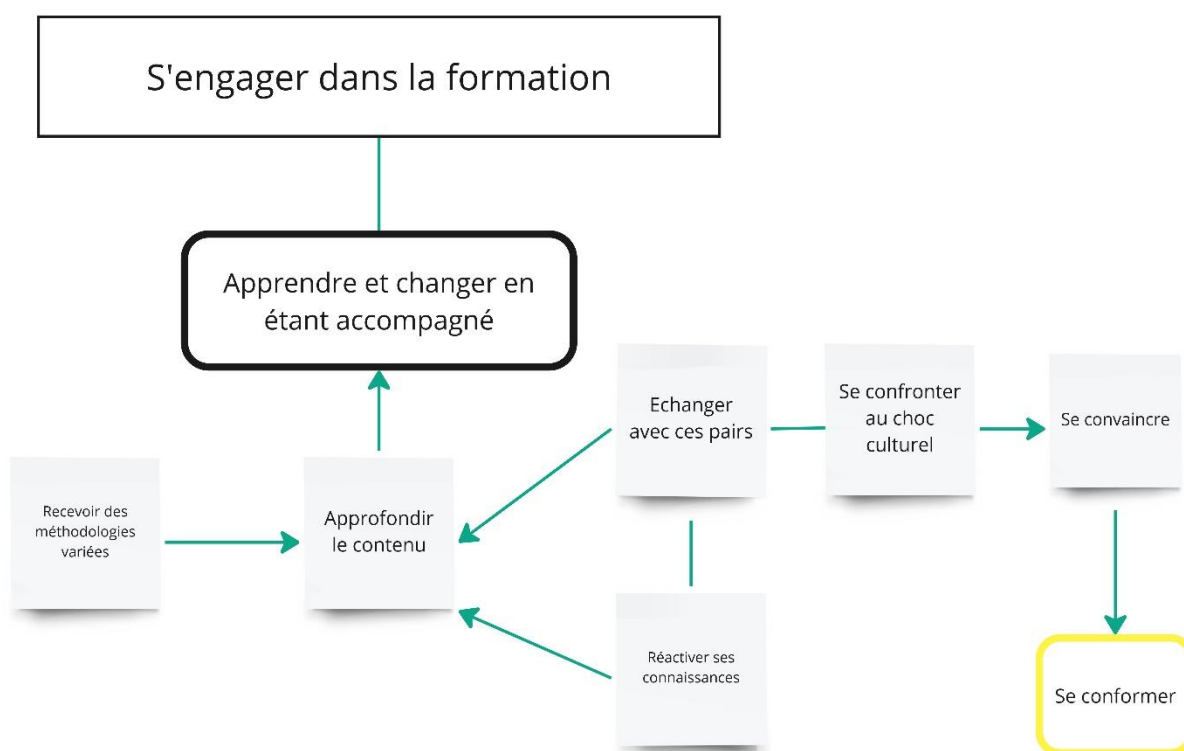 S'engager dans la formation
Apprendre et changer en
étant accompagné
Recevoir des
méthodologies
variées
Approfondir
le contenu
Echanger
avec ces pairs
Se confronter
au choc
culturel
Se convaincre
Réactiver ses
connaissances
Se conformer